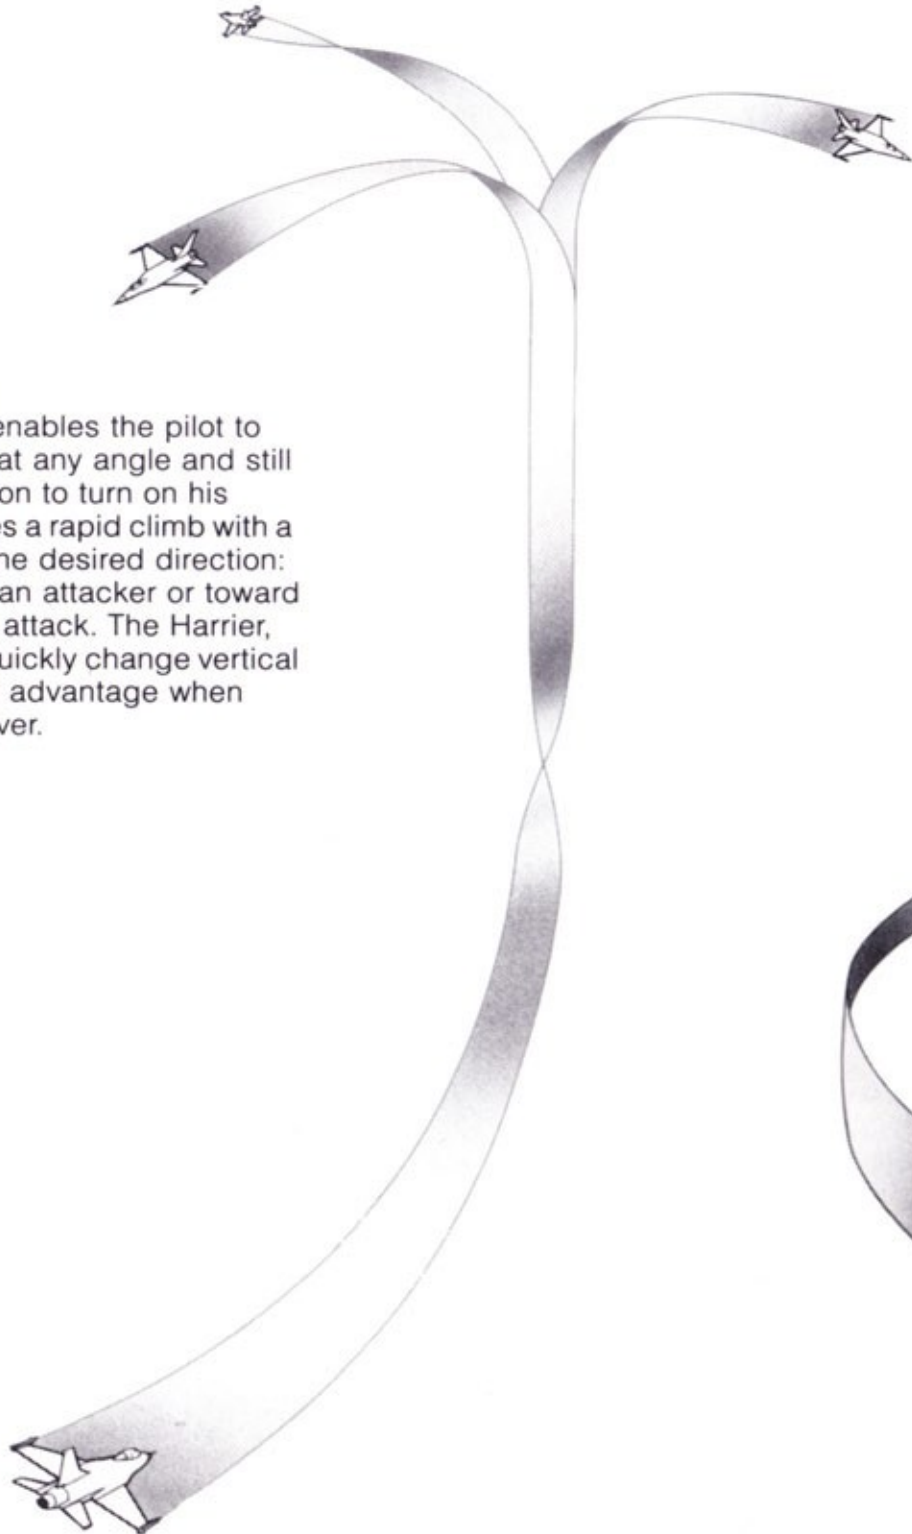 enables the pilot to
at any angle and still
on to turn on his
es a rapid climb with a
he desired direction:
an attacker or toward
attack. The Harrier,
uickly change vertical
advantage when
ver.